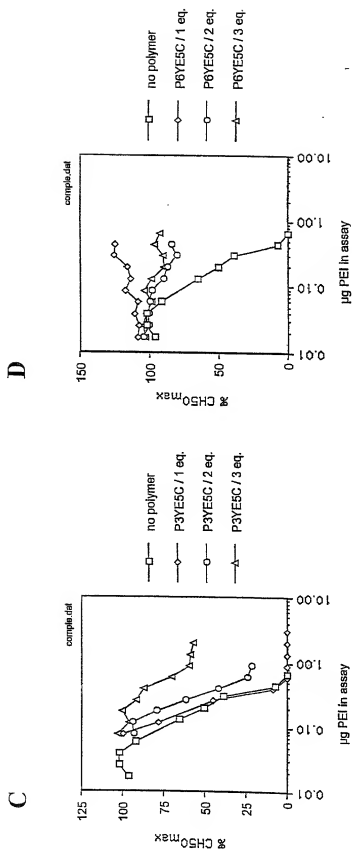 D
comple.dat
% CH50max
150
100
50
0
0.01
0.10
1.00
10.00
µg PEI in assay
no polymer
P6YE5C / 1 eq.
P6YE5C / 2 eq.
P6YE5C / 3 eq.
C
comple.dat
% CH50max
125
100
75
50
25
0
0.01
0.10
1.00
10.00
µg PEI in assay
no polymer
P3YE5C / 1 eq.
P3YE5C / 2 eq.
P3YE5C / 3 eq.